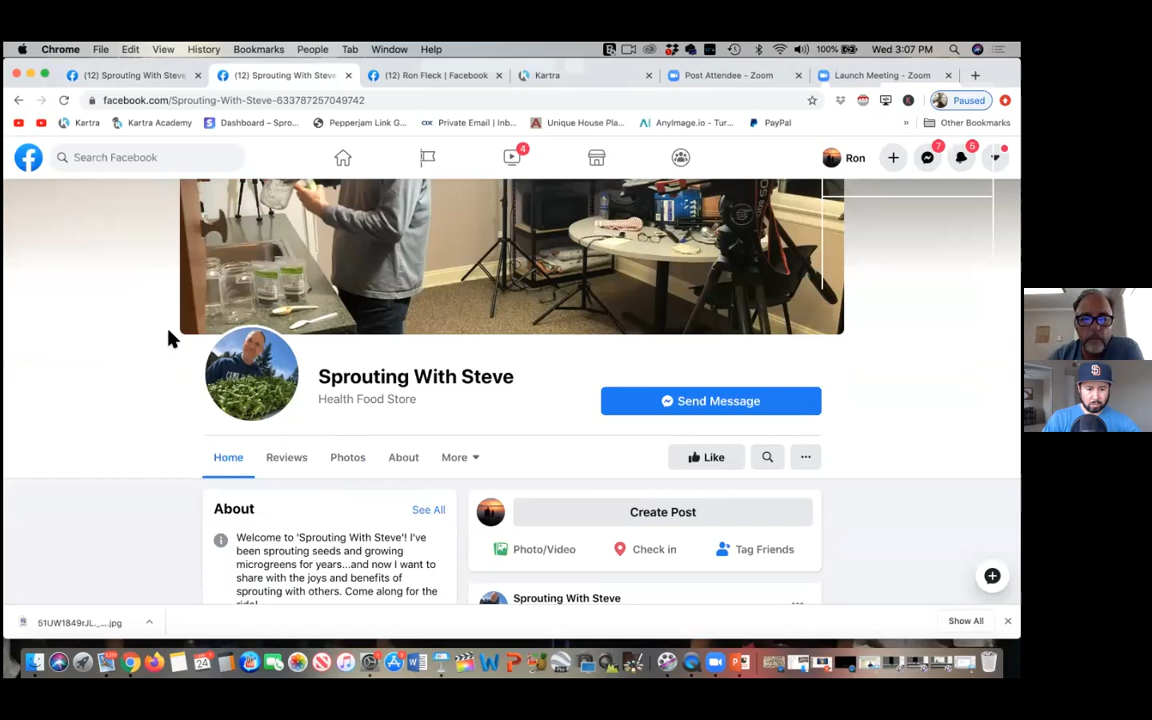 Chrome File Edit View History Bookmarks People Tab Window Help 100% Wed 3:07 PM
(12) Sprouting With Steve (12) Sprouting With Steve (12) Ron Fleck | Facebook Kartra Post Attendee - Zoom Launch Meeting - Zoom
facebook.com/Sprouting-With-Steve-633787257049742 Paused
Kartra Kartra Academy Dashboard – Spro... Pepperjam Link G... Private Email | Inb... Unique House Pla... AnyImage.io - Tur... PayPal » Other Bookmarks
Search Facebook 4 Ron 7 5
Sprouting With Steve
Health Food Store
Send Message
Home Reviews Photos About More Like
About See All
Create Post
Welcome to 'Sprouting With Steve'! I've
been sprouting seeds and growing
microgreens for years...and now I want to
share with the joys and benefits of
sprouting with others. Come along for the
ride!
Photo/Video Check in Tag Friends
Sprouting With Steve
51UW1849rJL._....jpg Show All
24